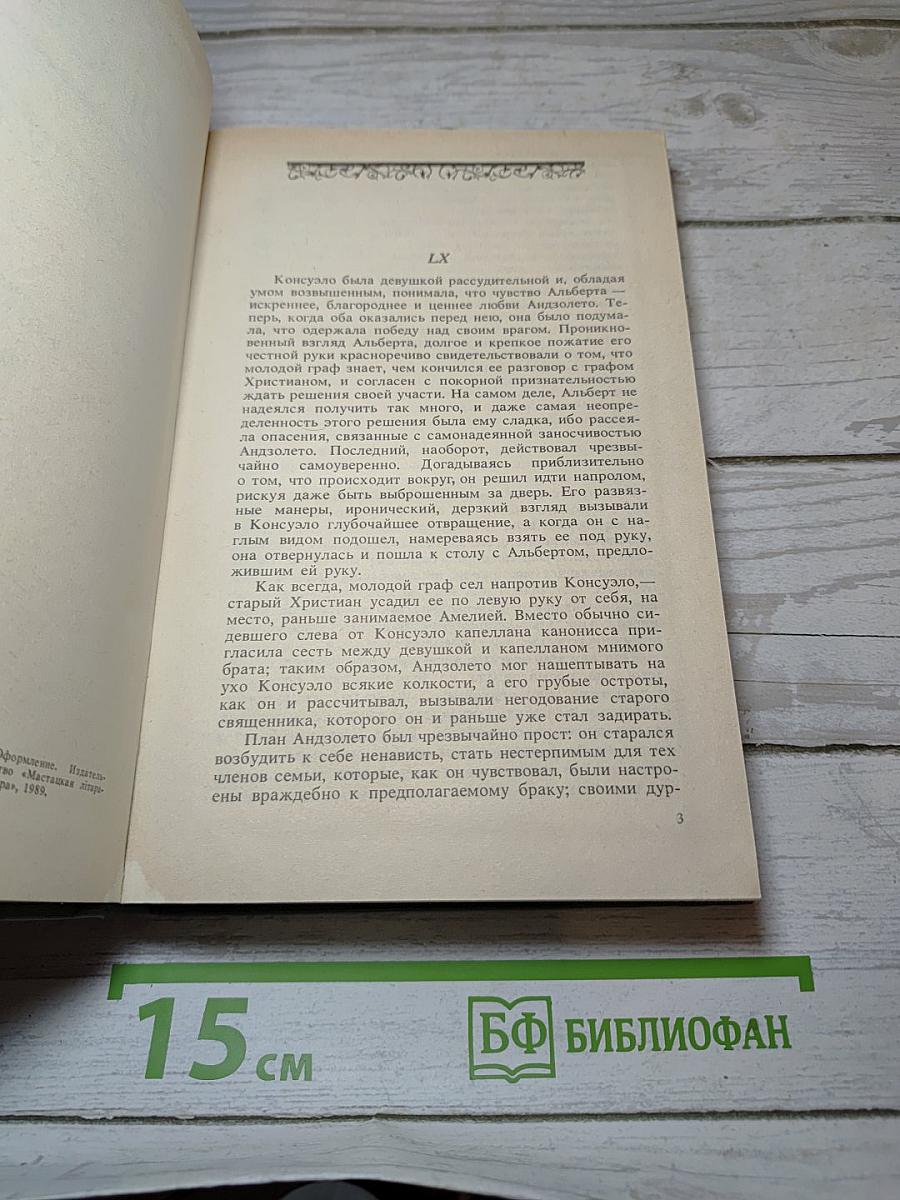 LX
Консуэло была девушкой рассудительной и, обладая
умом возвышенным, понимала, что чувство Альберта —
искреннее, благороднее и ценнее любви Андзолето. Те-
перь, когда оба оказались перед нею, она было подума-
ла, что одержала победу над своим врагом. Проникно-
венный взгляд Альберта, долгое и крепкое пожатие его
честной руки красноречиво свидетельствовали о том, что
молодой граф знает, чем кончился ее разговор с графом
Христианом, и согласен с покорной признательностью
ждать решения своей участи. На самом деле, Альберт не
надеялся получить так много, и даже самая неопре-
деленность этого решения была ему сладка, ибо рассея-
ла опасения, связанные с самонадеянной заносчивостью
Андзолето. Последний, наоборот, действовал чрезвы-
чайно самоуверенно. Догадываясь приблизительно
о том, что происходит вокруг, он решил идти напролом,
рискуя даже быть выброшенным за дверь. Его развяз-
ные манеры, иронический, дерзкий взгляд вызывали
в Консуэло глубочайшее отвращение, а когда он с на-
глым видом подошел, намереваясь взять ее под руку,
она отвернулась и пошла к столу с Альбертом, предло-
жившим ей руку.
Как всегда, молодой граф сел напротив Консуэло,—
старый Христиан усадил ее по левую руку от себя, на
место, раньше занимаемое Амелией. Вместо обычно си-
девшего слева от Консуэло капеллана канонисса при-
гласила сесть между девушкой и капелланом мнимого
брата; таким образом, Андзолето мог нашептывать на
ухо Консуэло всякие колкости, а его грубые остроты,
как он и рассчитывал, вызывали негодование старого
священника, которого он и раньше уже стал задирать.
План Андзолето был чрезвычайно прост: он старался
возбудить к себе ненависть, стать нестерпимым для тех
членов семьи, которые, как он чувствовал, были настро-
ены враждебно к предполагаемому браку; своими дур-
3
Оформление. Издатель-
тво «Мастацкая літара-
ра», 1989.
15 см
БФ БИБЛИОФАН